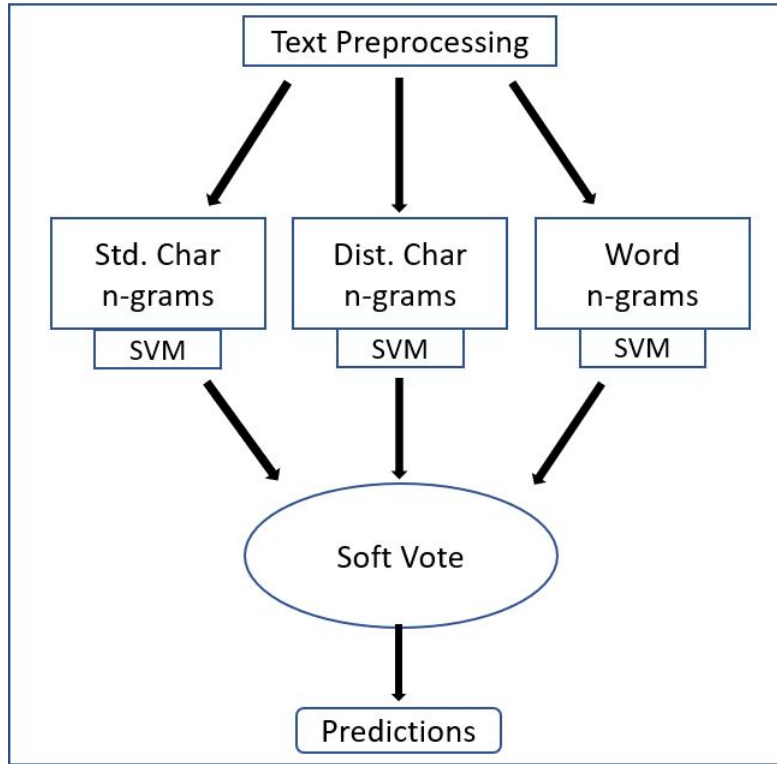 Text Preprocessing
Std. Char
n-grams
SVM
Dist. Char
n-grams
SVM
Word
n-grams
SVM
Soft Vote
Predictions